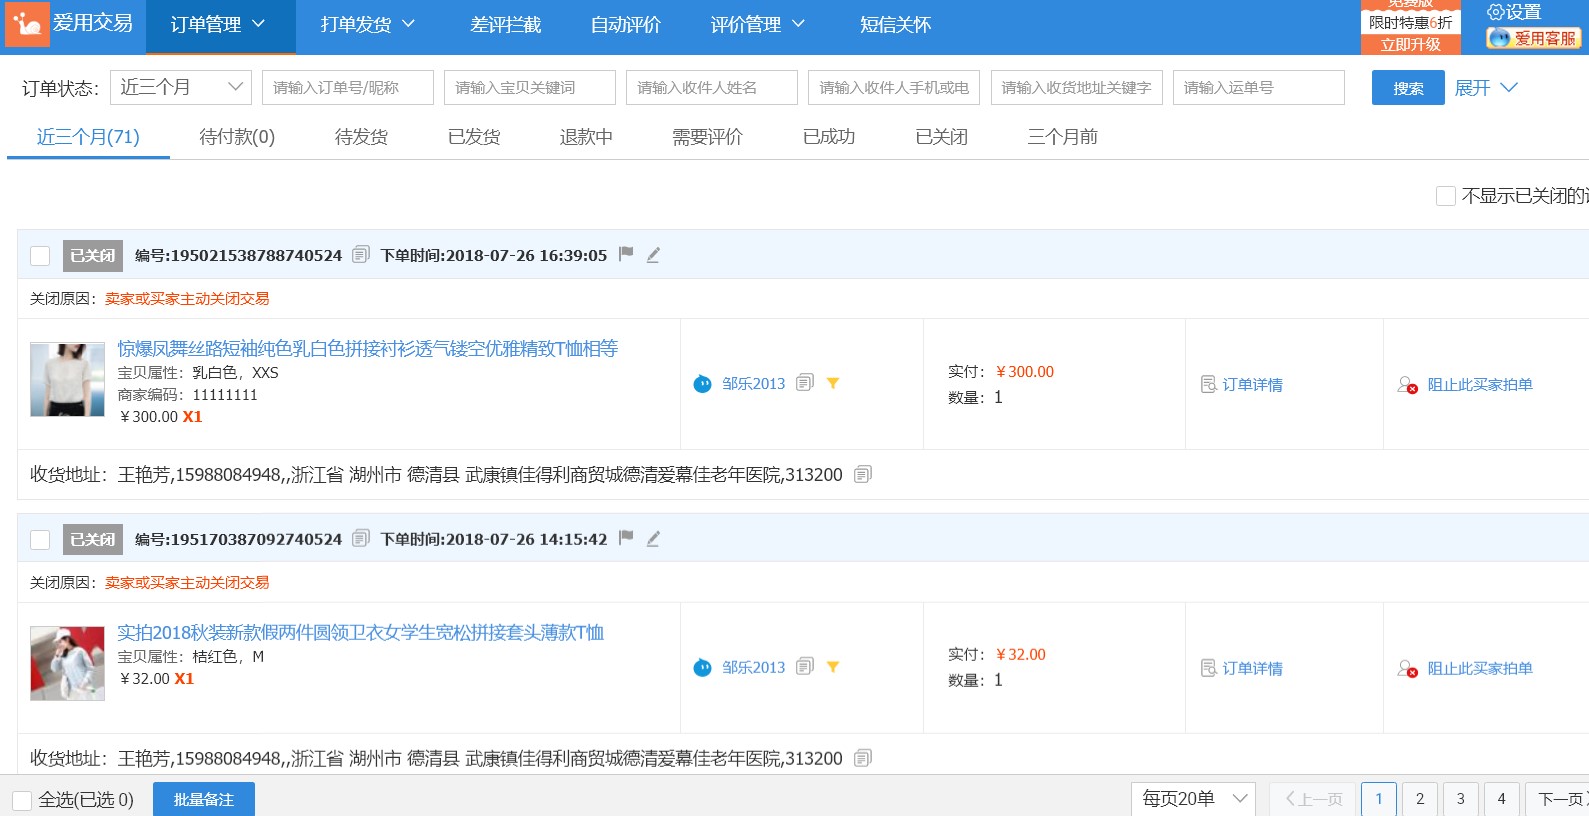 爱用交易 订单管理 打单发货 差评拦截 自动评价 评价管理 短信关怀 免费版 限时特惠6折 立即升级 设置 爱用客服
订单状态: 近三个月 请输入订单号/昵称 请输入宝贝关键词 请输入收件人姓名 请输入收件人手机或电 请输入收货地址关键字 请输入运单号 搜索 展开
近三个月(71) 待付款(0) 待发货 已发货 退款中 需要评价 已成功 已关闭 三个月前
不显示已关闭的
已关闭 编号:195021538788740524 下单时间:2018-07-26 16:39:05
关闭原因：卖家或买家主动关闭交易
惊爆凤舞丝路短袖纯色乳白色拼接衬衫透气镂空优雅精致T恤相等
宝贝属性：乳白色，XXS
商家编码：11111111
￥300.00 X1
邹乐2013
实付：￥300.00
数量：1
订单详情
阻止此买家拍单
收货地址：王艳芳,15988084948,,浙江省 湖州市 德清县 武康镇佳得利商贸城德清爱幕佳老年医院,313200
已关闭 编号:195170387092740524 下单时间:2018-07-26 14:15:42
关闭原因：卖家或买家主动关闭交易
实拍2018秋装新款假两件圆领卫衣女学生宽松拼接套头薄款T恤
宝贝属性：桔红色，M
￥32.00 X1
邹乐2013
实付：￥32.00
数量：1
订单详情
阻止此买家拍单
收货地址：王艳芳,15988084948,,浙江省 湖州市 德清县 武康镇佳得利商贸城德清爱幕佳老年医院,313200
全选(已选 0) 批量备注 每页20单 上一页 1 2 3 4 下一页